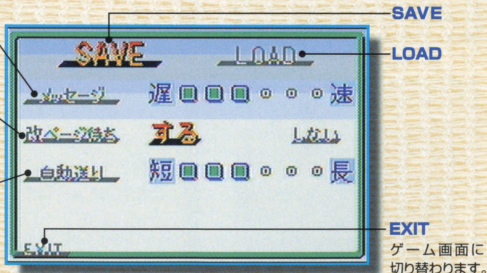 SAVE
LOAD
SAVE LOAD
メッセージ 遅 速
改ページ待ち する しない
自動送り 短 長
EXIT
EXIT
ゲーム画面に
切り替わります。